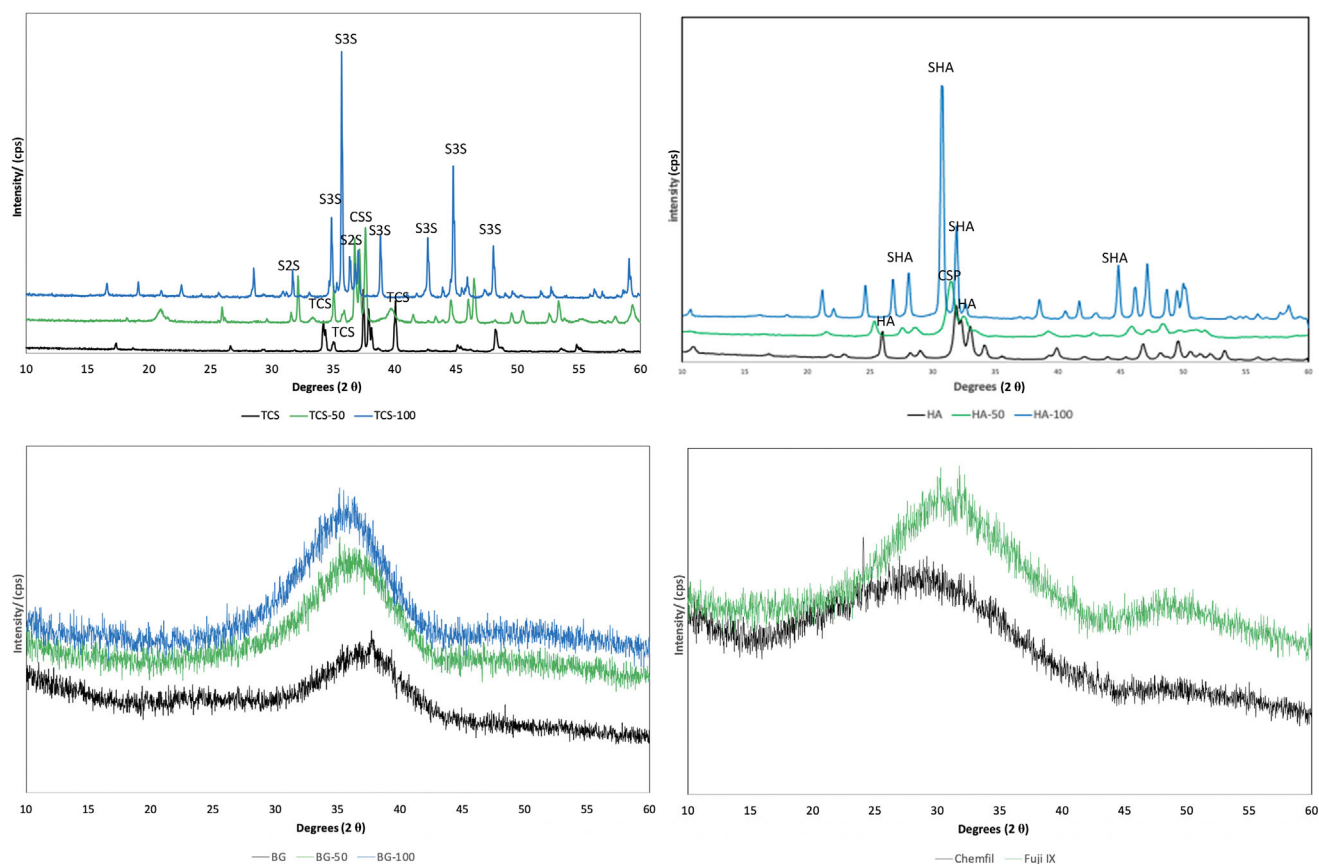 S3S
S3S
S3S
CSS
S2S
S3S
S3S
S3S
S2S
TCS
TCS
TCS
Intensity/ (cps)
10 15 20 25 30 35 40 45 50 55 60
Degrees (2 θ)
TCS TCS-50 TCS-100
SHA
SHA
SHA
SHA
CSP
HA
HA
intensity (cps)
10 15 20 25 30 35 40 45 50 55 60
Degrees (2 θ)
HA HA-50 HA-100
Intensity/ (cps)
10 15 20 25 30 35 40 45 50 55 60
Degrees (2 θ)
BG BG-50 BG-100
Intensity/ (cps)
10 15 20 25 30 35 40 45 50 55 60
Degrees (2 θ)
Chemfil Fuji IX